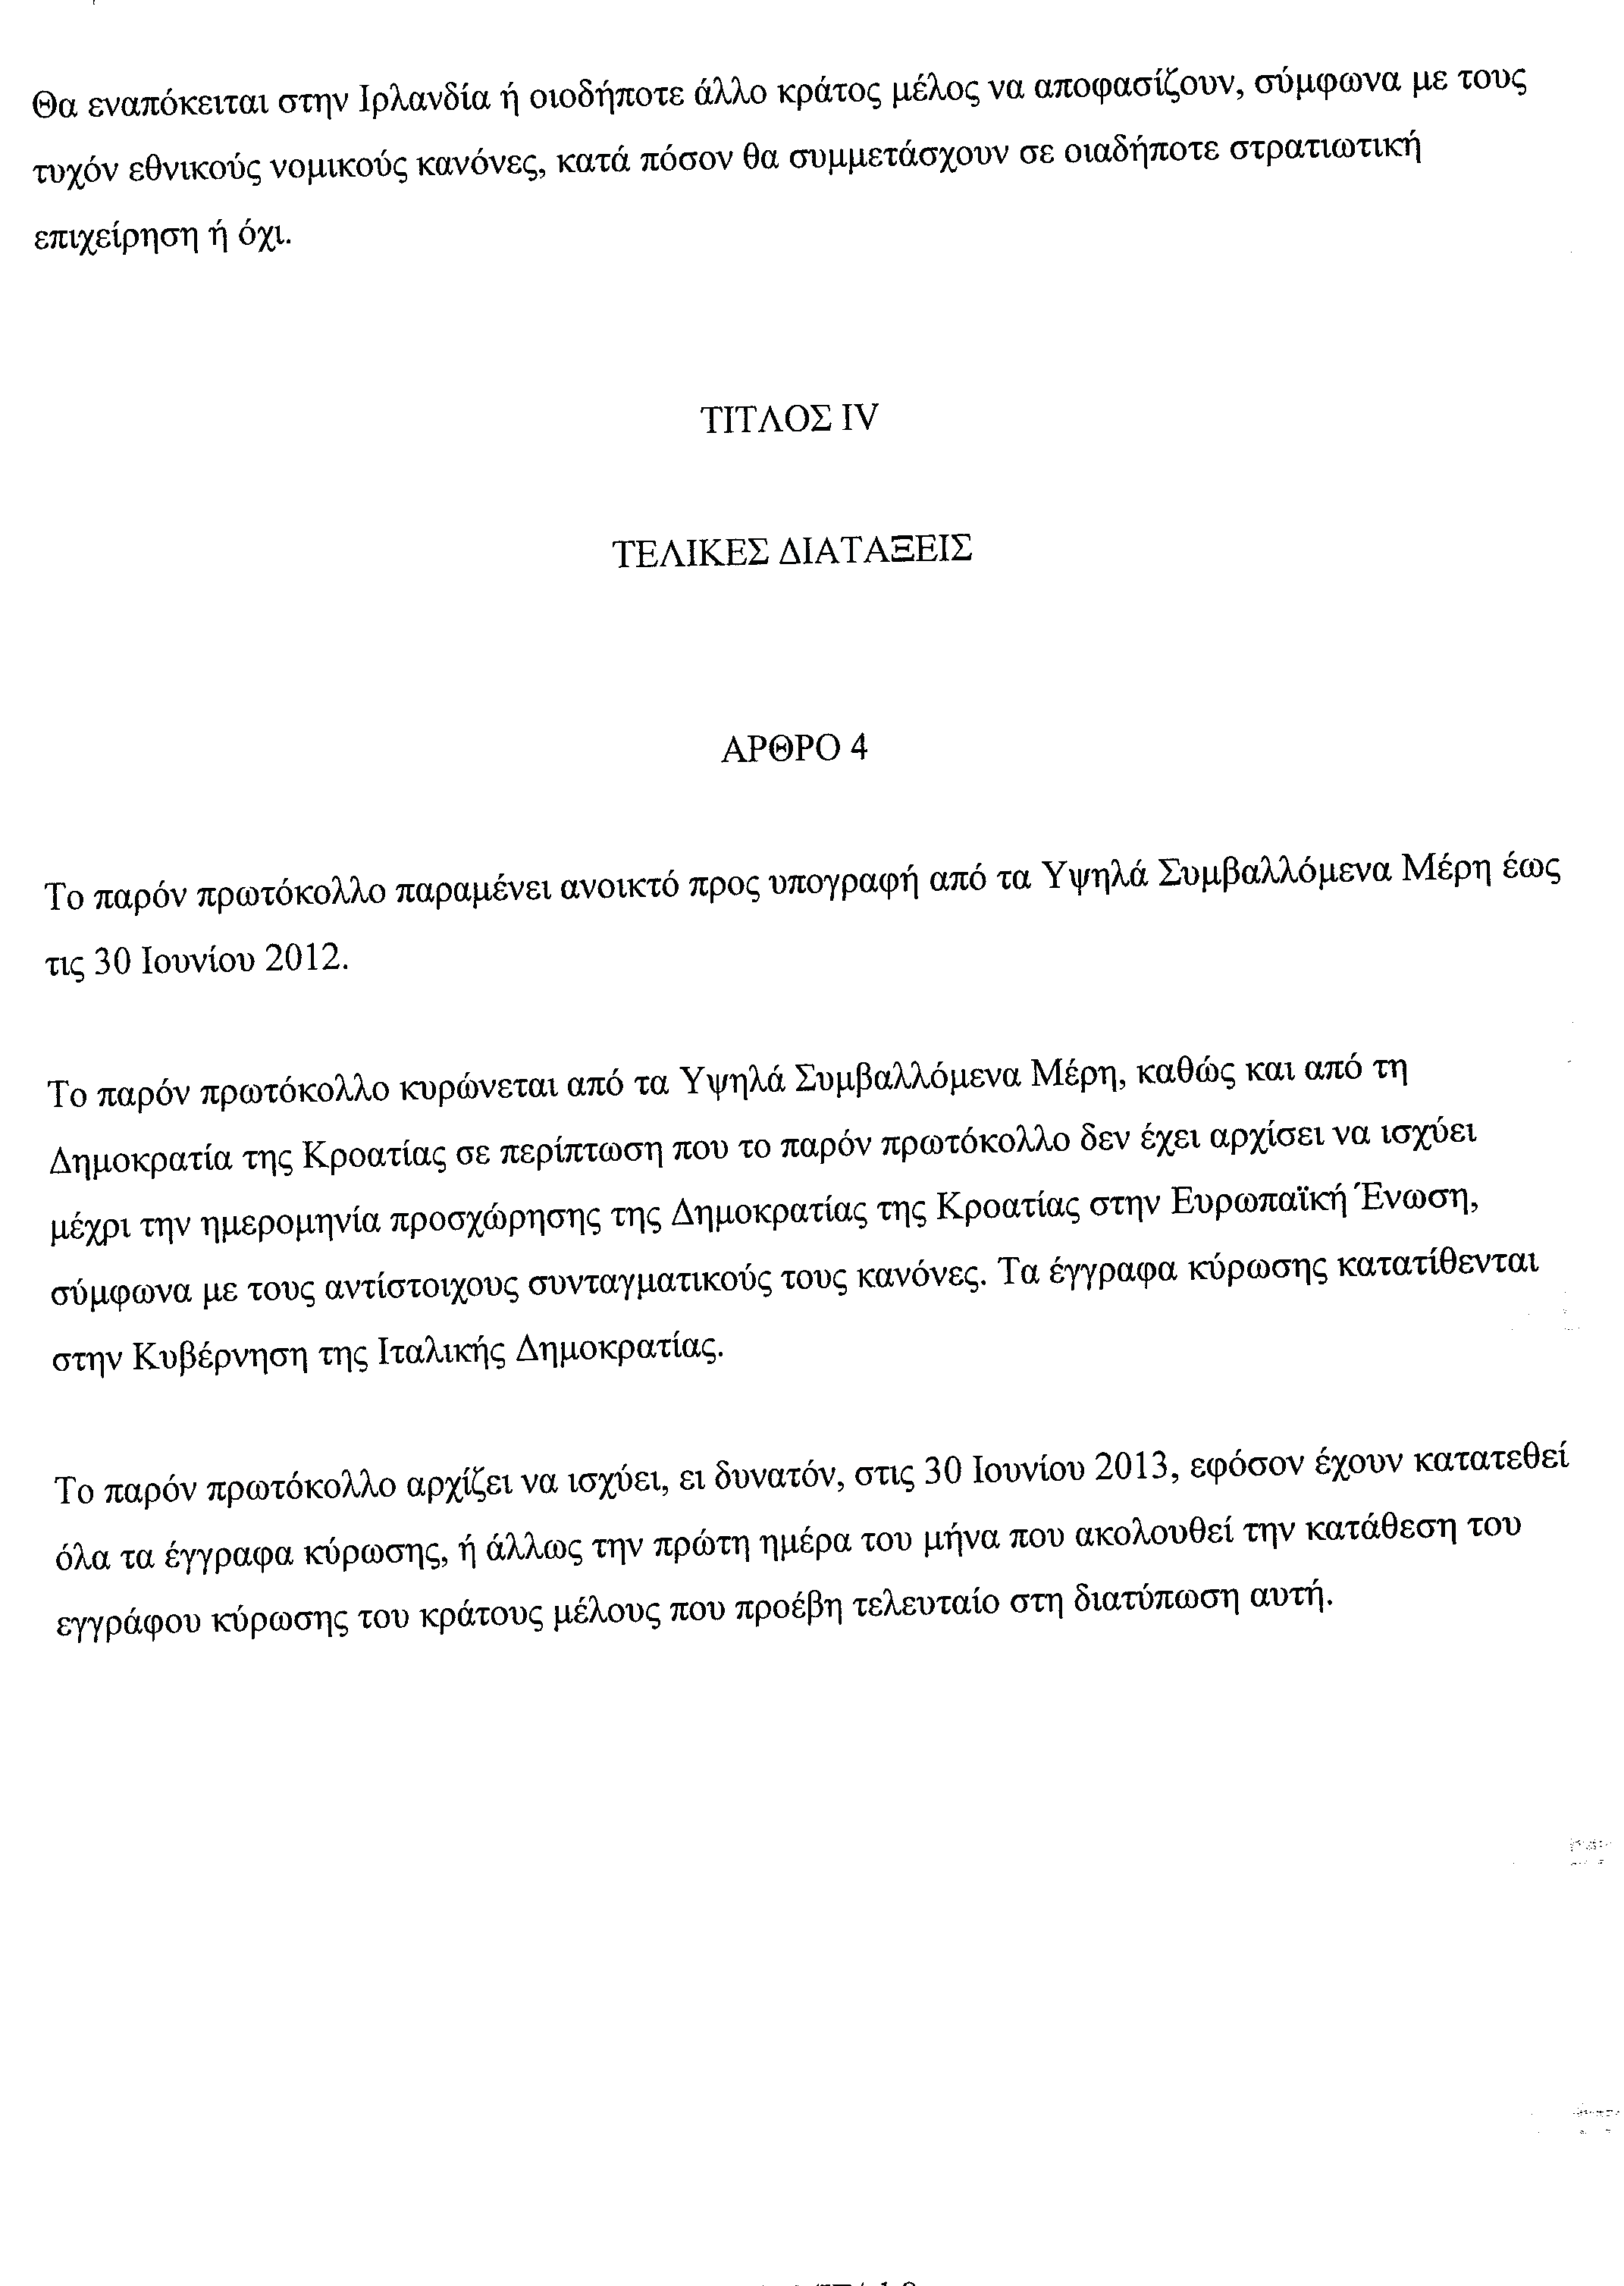 Θα εναπόκειται στην Ιρλανδία ή οιοδήποτε άλλο κράτος μέλος να αποφασίζουν, σύμφωνα με τους
τυχόν εθνικούς νομικούς κανόνες, κατά πόσον θα συμμετάσχουν σε οιαδήποτε στρατιωτική
επιχείρηση ή όχι.
ΤΙΤΛΟΣ IV
ΤΕΛΙΚΕΣ ΔΙΑΤΑΞΕΙΣ
ΑΡΘΡΟ 4
Το παρόν πρωτόκολλο παραμένει ανοικτό προς υπογραφή από τα Υψηλά Συμβαλλόμενα Μέρη έως
τις 30 Ιουνίου 2012.
Το παρόν πρωτόκολλο κυρώνεται από τα Υψηλά Συμβαλλόμενα Μέρη, καθώς και από τη
Δημοκρατία της Κροατίας σε περίπτωση που το παρόν πρωτόκολλο δεν έχει αρχίσει να ισχύει
μέχρι την ημερομηνία προσχώρησης της Δημοκρατίας της Κροατίας στην Ευρωπαϊκή Ένωση,
σύμφωνα με τους αντίστοιχους συνταγματικούς τους κανόνες. Τα έγγραφα κύρωσης κατατίθενται
στην Κυβέρνηση της Ιταλικής Δημοκρατίας.
Το παρόν πρωτόκολλο αρχίζει να ισχύει, ει δυνατόν, στις 30 Ιουνίου 2013, εφόσον έχουν κατατεθεί
όλα τα έγγραφα κύρωσης, ή άλλως την πρώτη ημέρα του μήνα που ακολουθεί την κατάθεση του
εγγράφου κύρωσης του κράτους μέλους που προέβη τελευταίο στη διατύπωση αυτή.